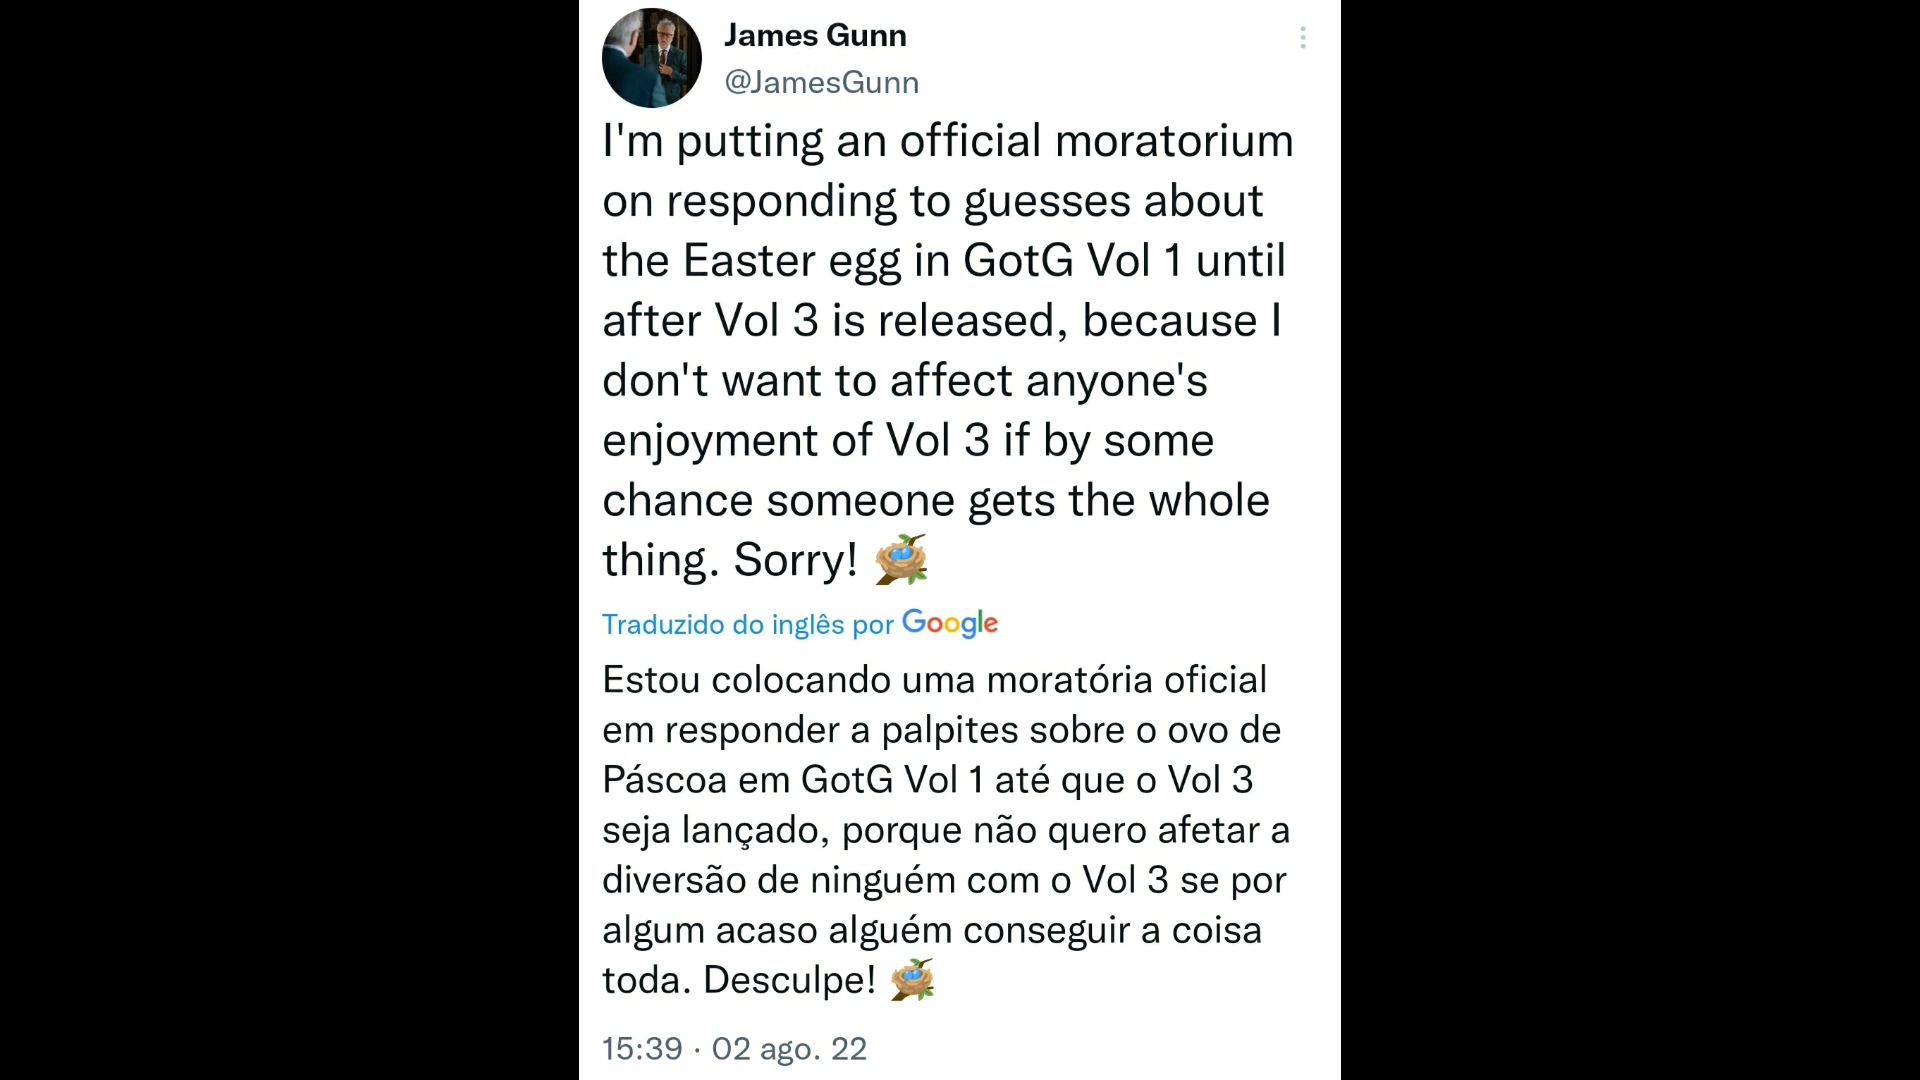 James Gunn
@JamesGunn
I'm putting an official moratorium
on responding to guesses about
the Easter egg in GotG Vol 1 until
after Vol 3 is released, because I
don't want to affect anyone's
enjoyment of Vol 3 if by some
chance someone gets the whole
thing. Sorry! 🪺
Traduzido do inglês por Google
Estou colocando uma moratória oficial
em responder a palpites sobre o ovo de
Páscoa em GotG Vol 1 até que o Vol 3
seja lançado, porque não quero afetar a
diversão de ninguém com o Vol 3 se por
algum acaso alguém conseguir a coisa
toda. Desculpe! 🪺
15:39 · 02 ago. 22